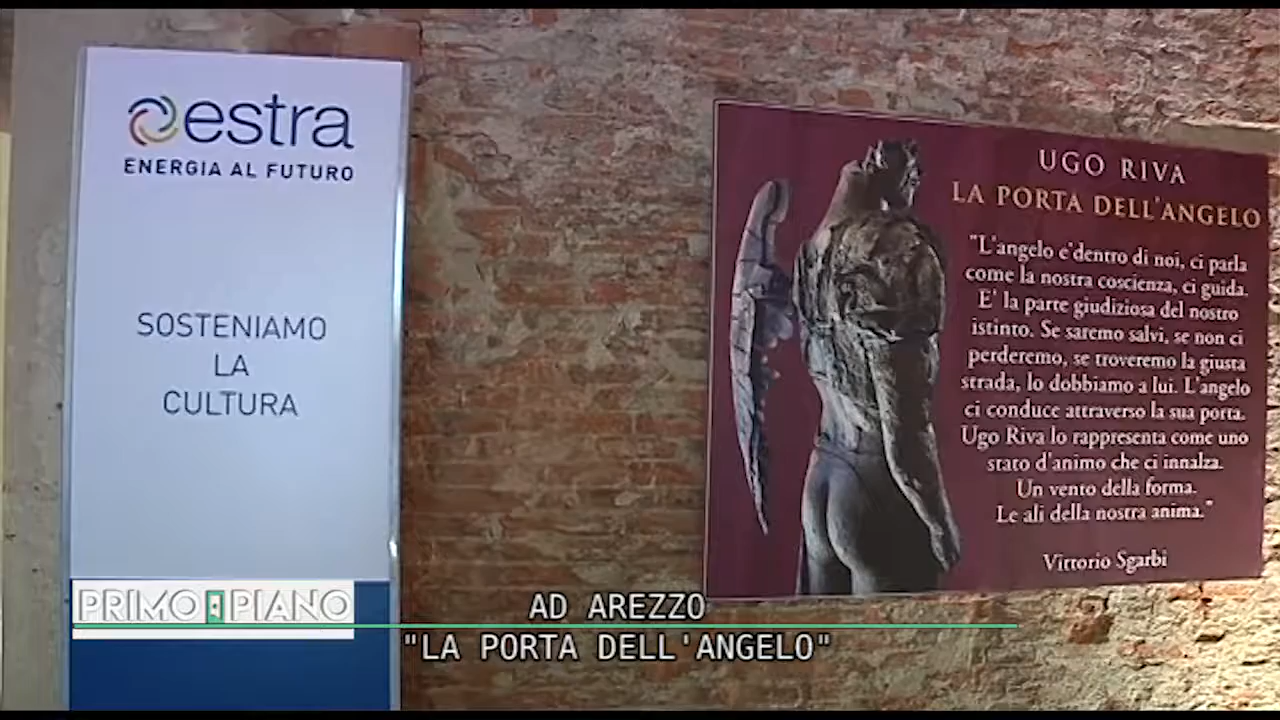 estra
ENERGIA AL FUTURO
SOSTENIAMO
LA
CULTURA
UGO RIVA
LA PORTA DELL'ANGELO
"L'angelo e'dentro di noi, ci parla
come la nostra coscienza, ci guida.
E' la parte giudiziosa del nostro
istinto. Se saremo salvi, se non ci
perderemo, se troveremo la giusta
strada, lo dobbiamo a lui. L'angelo
ci conduce attraverso la sua porta.
Ugo Riva lo rappresenta come uno
stato d'animo che ci innalza.
Un vento della forma.
Le ali della nostra anima."
Vittorio Sgarbi
PRIMO PIANO
AD AREZZO
"LA PORTA DELL'ANGELO"